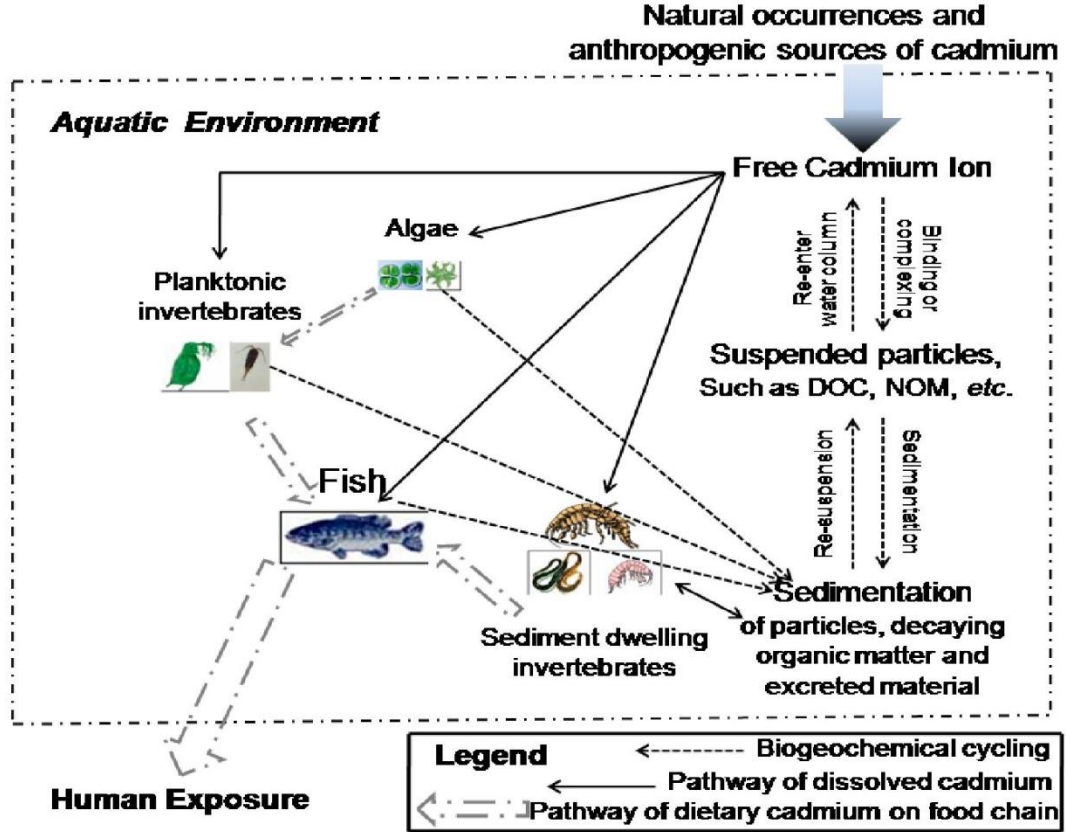 Natural occurrences and
anthropogenic sources of cadmium
Aquatic Environment
Free Cadmium Ion
Algae
Planktonic
invertebrates
Re-enter
water column
Binding or
complexing
Suspended particles,
Such as DOC, NOM, etc.
Re-suspension
Sedimentation
Fish
Sedimentation
of particles, decaying
organic matter and
excreted material
Sediment dwelling
invertebrates
Human Exposure
Legend
Biogeochemical cycling
Pathway of dissolved cadmium
Pathway of dietary cadmium on food chain